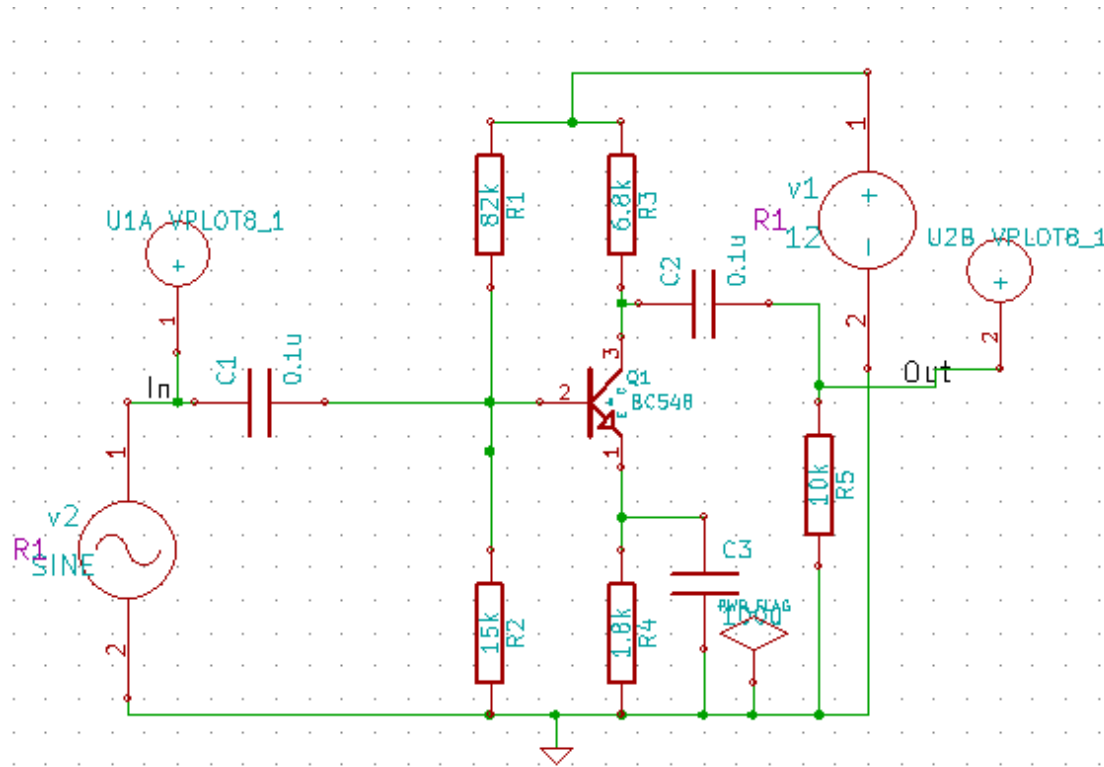 1
R1
82k
R3
6.8k
v1
R1
12
U1A VPLOT8_1
1
C2
0.1u
U2B VPLOT8_1
2
2
C1
0.1u
In
3
2
Q1
BC548
C
E
1
Out
1
v2
R1
SINE
2
R5
10k
C3
PWR_FLAG
R2
15k
R4
1.8k